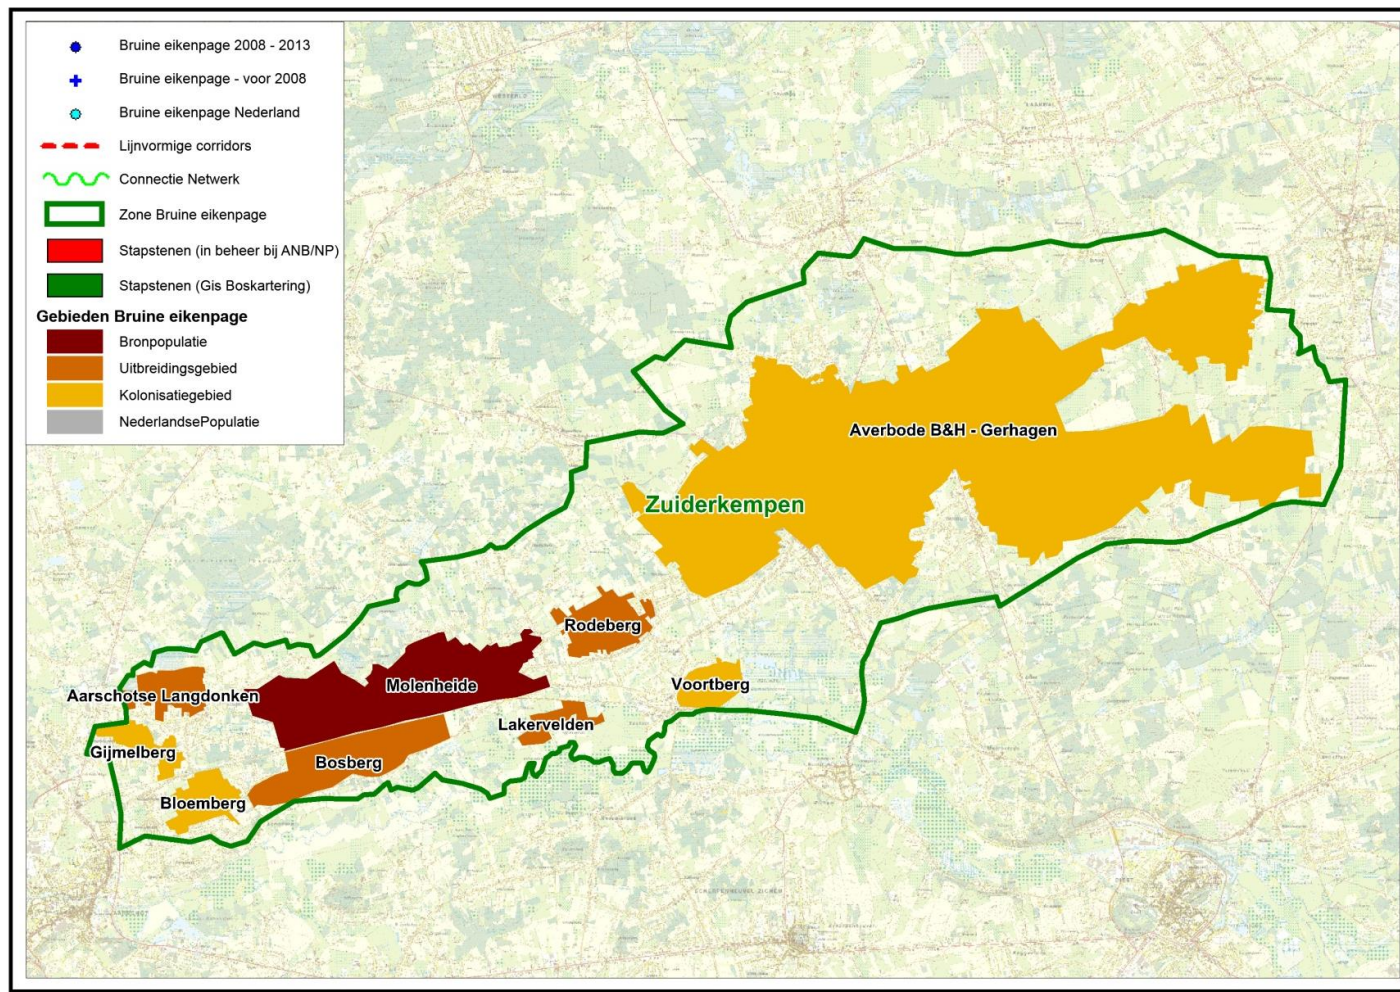 Bruine eikenpage 2008 - 2013
Bruine eikenpage - voor 2008
Bruine eikenpage Nederland
Lijnvormige corridors
Connectie Netwerk
Zone Bruine eikenpage
Stapstenen (in beheer bij ANB/NP)
Stapstenen (Gis Boskartering)
Gebieden Bruine eikenpage
Bronpopulatie
Uitbreidingsgebied
Kolonisatiegebied
NederlandsePopulatie
Averbode B&H - Gerhagen
Zuiderkempen
Rodeberg
Molenheide
Voortberg
Aarschotse Langdonken
Lakervelden
Gijmelberg
Bosberg
Bloemberg